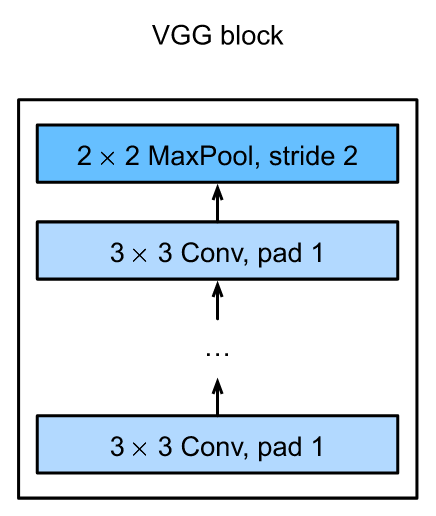 VGG block
2 × 2 MaxPool, stride 2
3 × 3 Conv, pad 1
...
3 × 3 Conv, pad 1